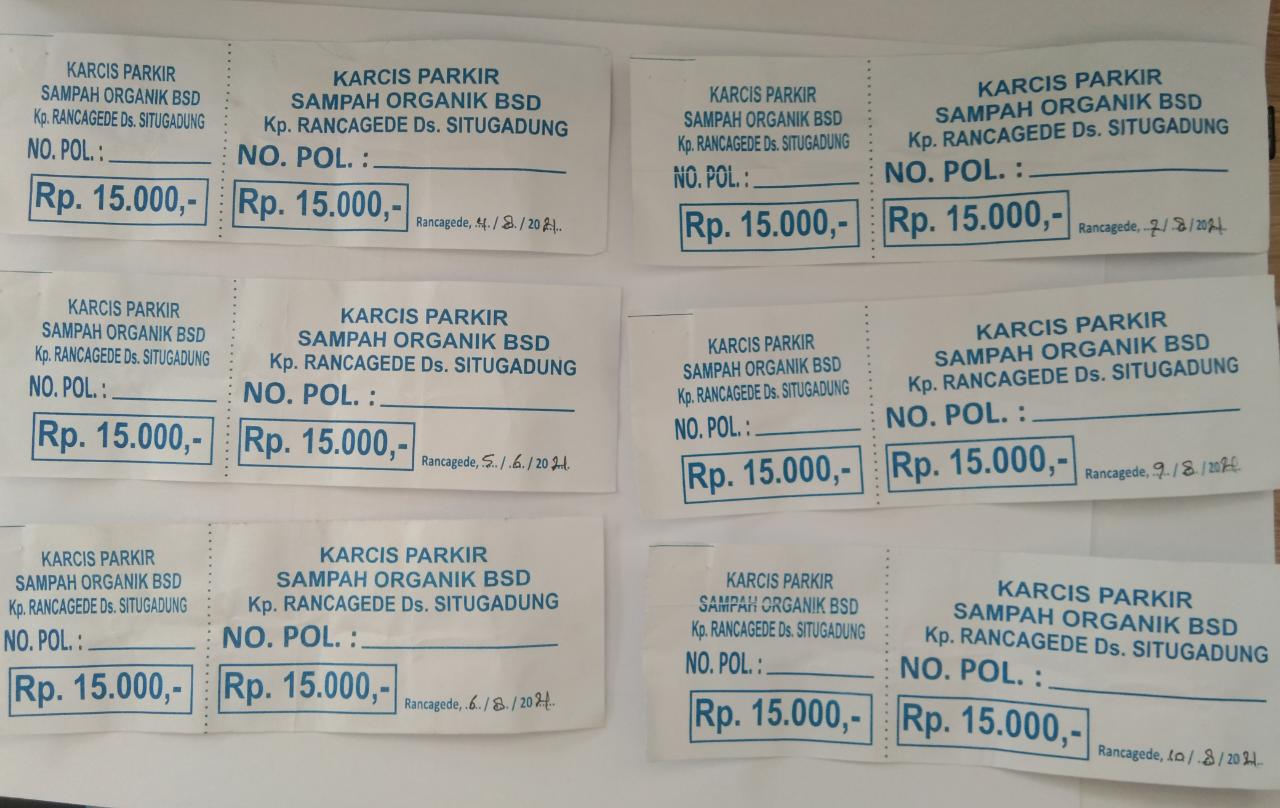 KARCIS PARKIR
SAMPAH ORGANIK BSD
Kp. RANCAGEDE Ds. SITUGADUNG
NO. POL. :
Rp. 15.000,-
KARCIS PARKIR
SAMPAH ORGANIK BSD
Kp. RANCAGEDE Ds. SITUGADUNG
NO. POL. :
Rp. 15.000,-
Rancagede, 4/8/2021
KARCIS PARKIR
SAMPAH ORGANIK BSD
Kp. RANCAGEDE Ds. SITUGADUNG
NO. POL. :
Rp. 15.000,-
KARCIS PARKIR
SAMPAH ORGANIK BSD
Kp. RANCAGEDE Ds. SITUGADUNG
NO. POL. :
Rp. 15.000,-
Rancagede, 7/8/2021
KARCIS PARKIR
SAMPAH ORGANIK BSD
Kp. RANCAGEDE Ds. SITUGADUNG
NO. POL. :
Rp. 15.000,-
KARCIS PARKIR
SAMPAH ORGANIK BSD
Kp. RANCAGEDE Ds. SITUGADUNG
NO. POL. :
Rp. 15.000,-
Rancagede, 5/6/2021
KARCIS PARKIR
SAMPAH ORGANIK BSD
Kp. RANCAGEDE Ds. SITUGADUNG
NO. POL. :
Rp. 15.000,-
KARCIS PARKIR
SAMPAH ORGANIK BSD
Kp. RANCAGEDE Ds. SITUGADUNG
NO. POL. :
Rp. 15.000,-
Rancagede, 9/8/2021
KARCIS PARKIR
SAMPAH ORGANIK BSD
Kp. RANCAGEDE Ds. SITUGADUNG
NO. POL. :
Rp. 15.000,-
KARCIS PARKIR
SAMPAH ORGANIK BSD
Kp. RANCAGEDE Ds. SITUGADUNG
NO. POL. :
Rp. 15.000,-
Rancagede, 6/8/2021
KARCIS PARKIR
SAMPAH ORGANIK BSD
Kp. RANCAGEDE Ds. SITUGADUNG
NO. POL. :
Rp. 15.000,-
KARCIS PARKIR
SAMPAH ORGANIK BSD
Kp. RANCAGEDE Ds. SITUGADUNG
NO. POL. :
Rp. 15.000,-
Rancagede, 10/8/2021